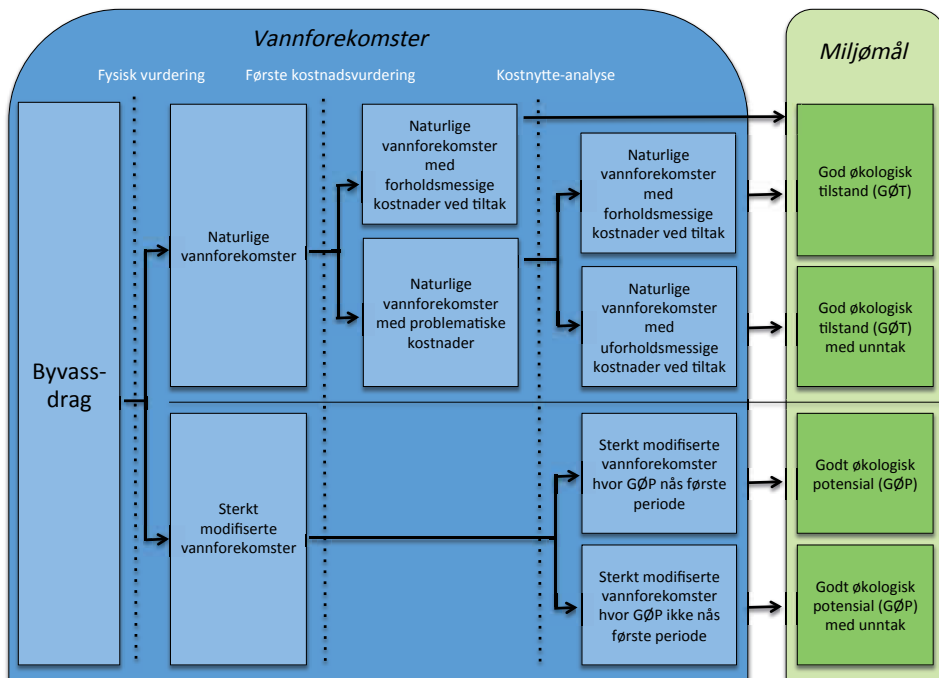 Vannforekomster
Miljømål
Fysisk vurdering
Første kostnadsvurdering
Kostnytte-analyse
Byvass-
drag
Naturlige
vannforekomster
Naturlige
vannforekomster
med
forholdsmessige
kostnader ved tiltak
Naturlige
vannforekomster
med problematiske
kostnader
Naturlige
vannforekomster
med
forholdsmessige
kostnader ved tiltak
Naturlige
vannforekomster
med
uforholdsmessige
kostnader ved tiltak
God økologisk
tilstand (GØT)
God økologisk
tilstand (GØT)
med unntak
Sterkt
modifiserte
vannforekomster
Sterkt modifiserte
vannforekomster
hvor GØP nås første
periode
Sterkt modifiserte
vannforekomster
hvor GØP ikke nås
første periode
Godt økologisk
potensial (GØP)
Godt økologisk
potensial (GØP)
med unntak